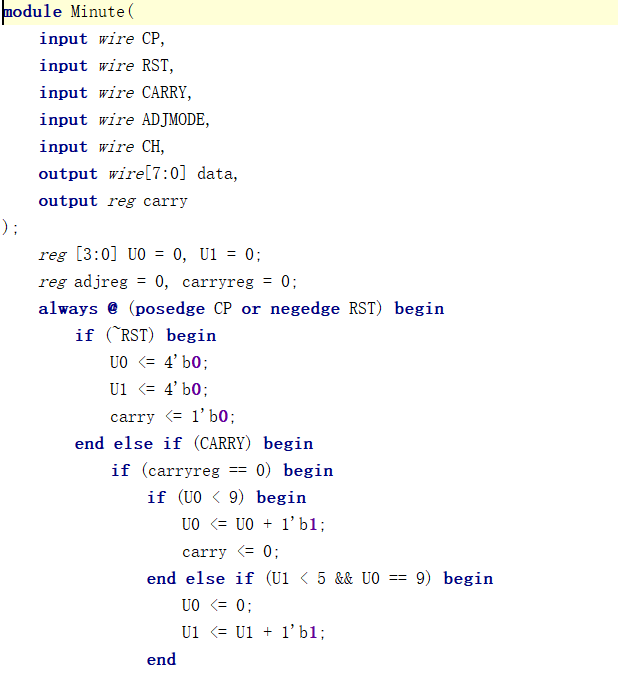 module Minute(
    input wire CP,
    input wire RST,
    input wire CARRY,
    input wire ADJMODE,
    input wire CH,
    output wire[7:0] data,
    output reg carry
);
    reg [3:0] U0 = 0, U1 = 0;
    reg adjreg = 0, carryreg = 0;
    always @ (posedge CP or negedge RST) begin
        if (~RST) begin
            U0 <= 4'b0;
            U1 <= 4'b0;
            carry <= 1'b0;
        end else if (CARRY) begin
            if (carryreg == 0) begin
                if (U0 < 9) begin
                    U0 <= U0 + 1'b1;
                    carry <= 0;
                end else if (U1 < 5 && U0 == 9) begin
                    U0 <= 0;
                    U1 <= U1 + 1'b1;
                end